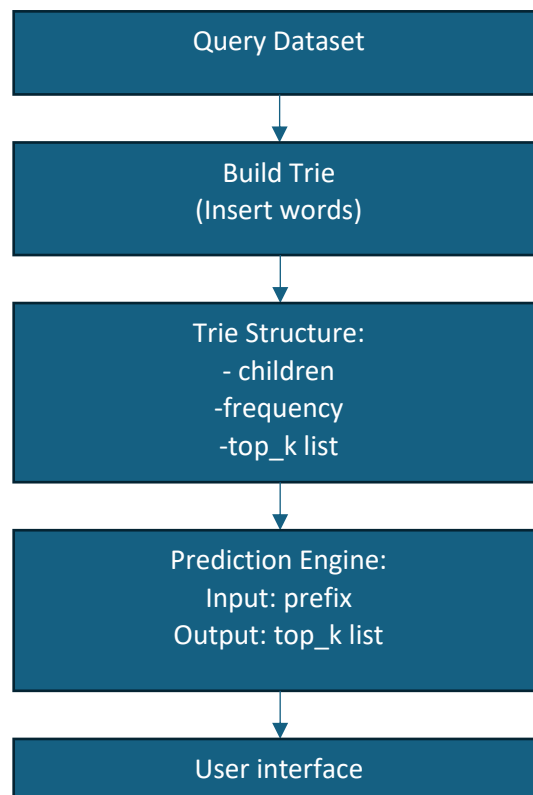 Query Dataset
Build Trie
(Insert words)
Trie Structure:
- children
-frequency
-top_k list
Prediction Engine:
Input: prefix
Output: top_k list
User interface